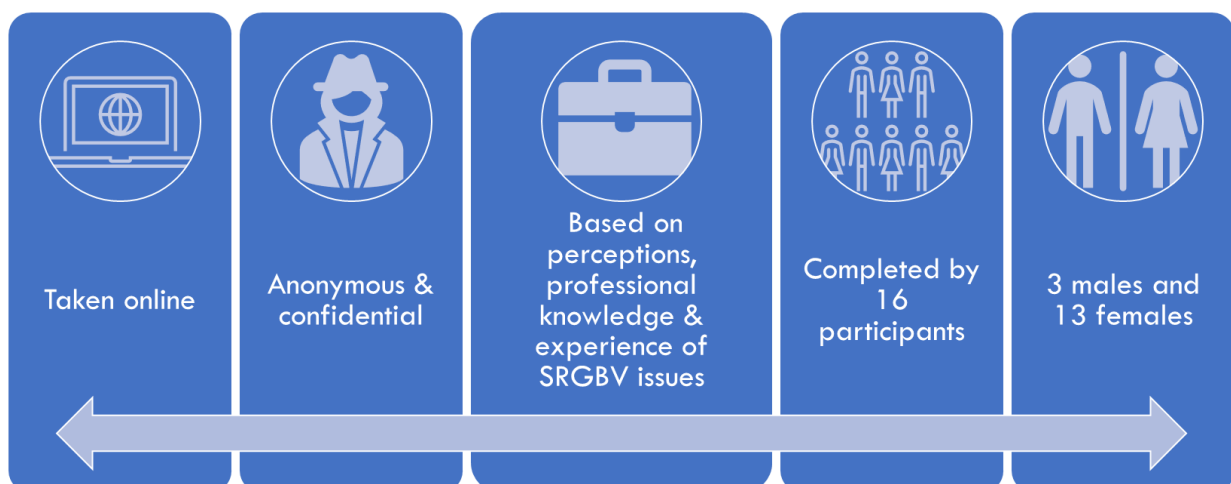 Taken online
Anonymous &
confidential
Based on
perceptions,
professional
knowledge &
experience of
SRGBV issues
Completed by
16
participants
3 males and
13 females